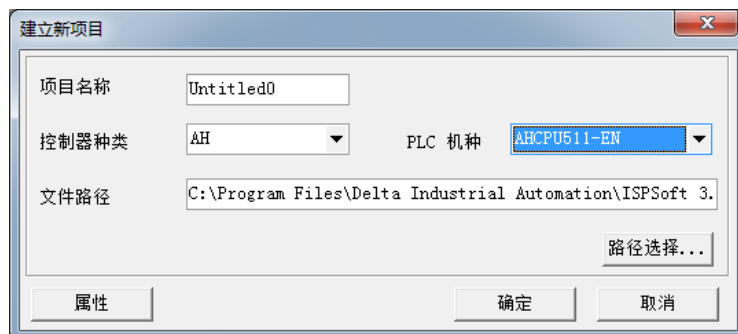 建立新项目
项目名称 Untitled0
控制器种类 AH PLC 机种 AHCPU511-EN
文件路径 C:\Program Files\Delta Industrial Automation\ISPSoft 3.
路径选择...
属性 确定 取消